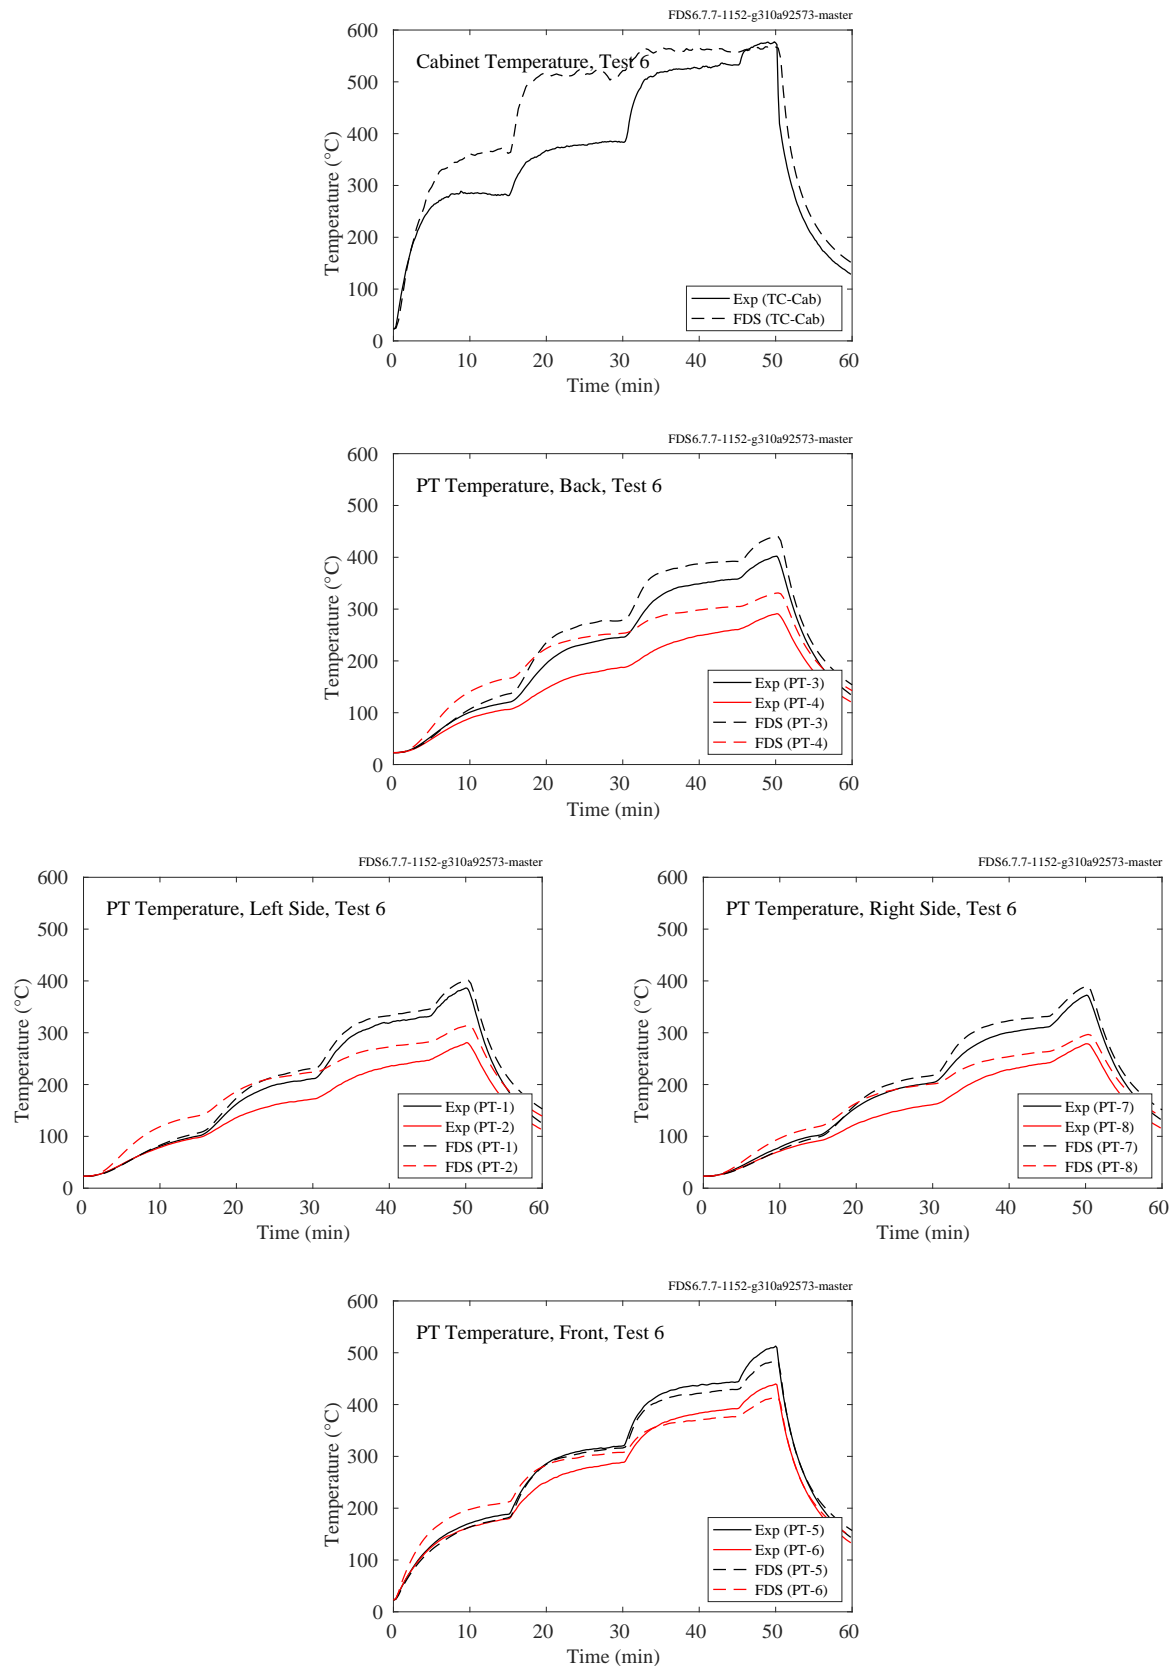 FDS6.7.7-1152-g310a92573-master
Cabinet Temperature, Test 6
Temperature (°C)
600
500
400
300
200
100
0
0 10 20 30 40 50 60
Time (min)
Exp (TC-Cab)
FDS (TC-Cab)
FDS6.7.7-1152-g310a92573-master
PT Temperature, Back, Test 6
Temperature (°C)
600
500
400
300
200
100
0
0 10 20 30 40 50 60
Time (min)
Exp (PT-3)
Exp (PT-4)
FDS (PT-3)
FDS (PT-4)
FDS6.7.7-1152-g310a92573-master
PT Temperature, Left Side, Test 6
Temperature (°C)
600
500
400
300
200
100
0
0 10 20 30 40 50 60
Time (min)
Exp (PT-1)
Exp (PT-2)
FDS (PT-1)
FDS (PT-2)
FDS6.7.7-1152-g310a92573-master
PT Temperature, Right Side, Test 6
Temperature (°C)
600
500
400
300
200
100
0
0 10 20 30 40 50 60
Time (min)
Exp (PT-7)
Exp (PT-8)
FDS (PT-7)
FDS (PT-8)
FDS6.7.7-1152-g310a92573-master
PT Temperature, Front, Test 6
Temperature (°C)
600
500
400
300
200
100
0
0 10 20 30 40 50 60
Time (min)
Exp (PT-5)
Exp (PT-6)
FDS (PT-5)
FDS (PT-6)